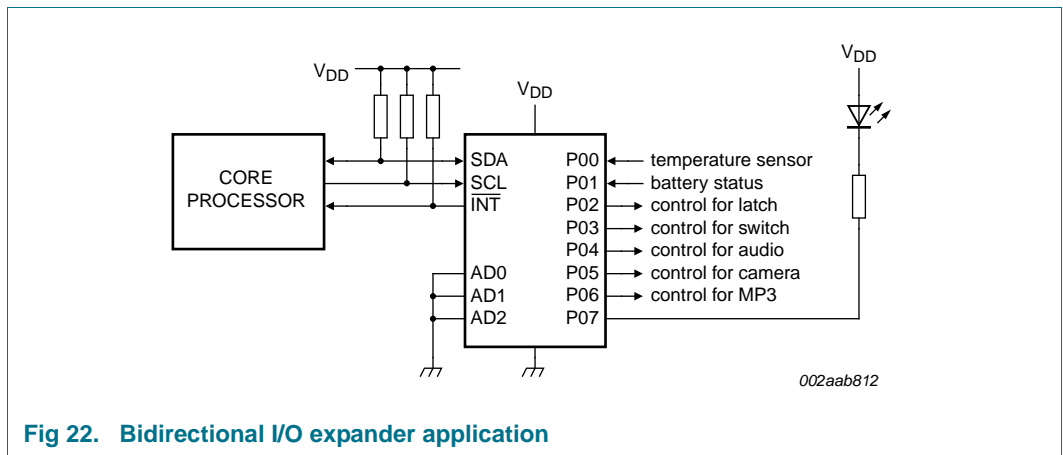 VDD
VDD
VDD
CORE
PROCESSOR
SDA
SCL
INT
AD0
AD1
AD2
P00
P01
P02
P03
P04
P05
P06
P07
temperature sensor
battery status
control for latch
control for switch
control for audio
control for camera
control for MP3
002aab812
Fig 22. Bidirectional I/O expander application